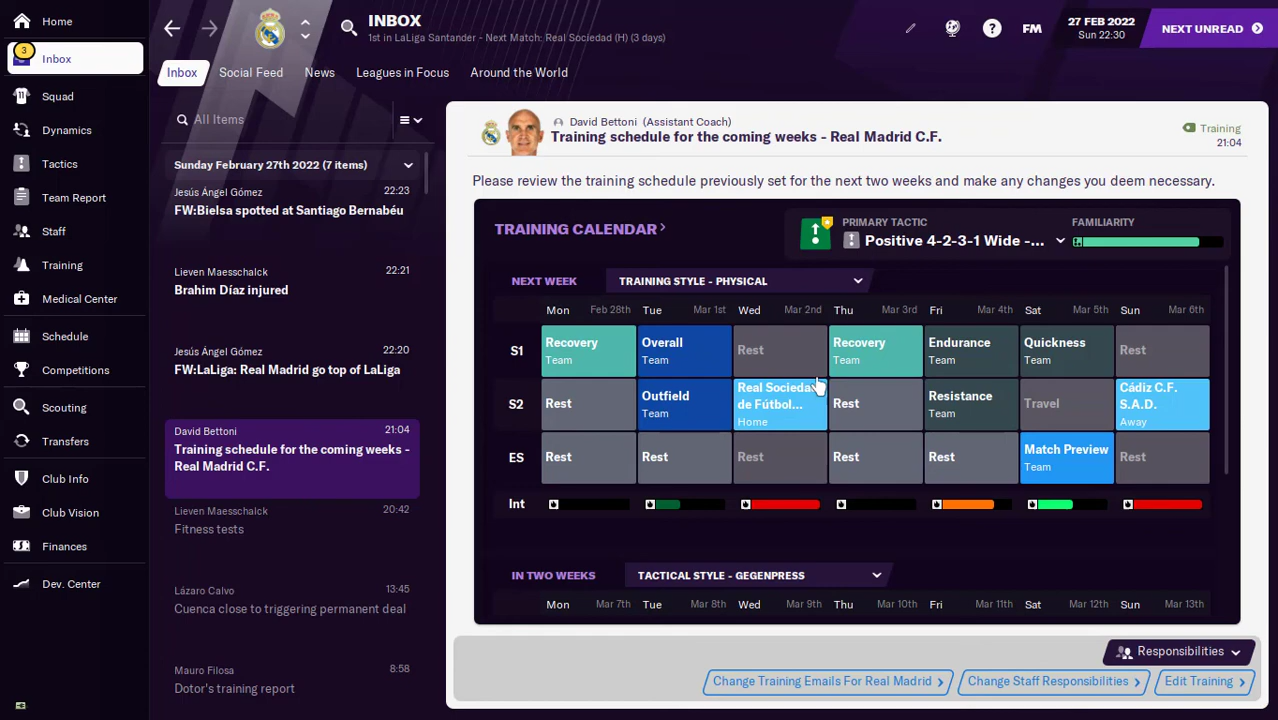 Home
3
Inbox
Squad
Dynamics
Tactics
Team Report
Staff
Training
Medical Center
Schedule
Competitions
Scouting
Transfers
Club Info
Club Vision
Finances
Dev. Center
INBOX
1st in LaLiga Santander - Next Match: Real Sociedad (H) (3 days)
?
FM
27 FEB 2022
Sun 22:30
NEXT UNREAD
Inbox
Social Feed
News
Leagues in Focus
Around the World
All Items
Sunday February 27th 2022 (7 items)
Jesús Ángel Gómez 22:23
FW:Bielsa spotted at Santiago Bernabéu
Lieven Maesschalck 22:21
Brahim Díaz injured
Jesús Ángel Gómez 22:20
FW:LaLiga: Real Madrid go top of LaLiga
David Bettoni 21:04
Training schedule for the coming weeks -
Real Madrid C.F.
Lieven Maesschalck 20:42
Fitness tests
Lázaro Calvo 13:45
Cuenca close to triggering permanent deal
Mauro Filosa 8:58
Dotor's training report
David Bettoni (Assistant Coach)
Training schedule for the coming weeks - Real Madrid C.F.
Training
21:04
Please review the training schedule previously set for the next two weeks and make any changes you deem necessary.
TRAINING CALENDAR
PRIMARY TACTIC
Positive 4-2-3-1 Wide -...
FAMILIARITY
NEXT WEEK
TRAINING STYLE - PHYSICAL
Mon Feb 28th Tue Mar 1st Wed Mar 2nd Thu Mar 3rd Fri Mar 4th Sat Mar 5th Sun Mar 6th
S1
Recovery
Team
Overall
Team
Rest
Recovery
Team
Endurance
Team
Quickness
Team
Rest
S2
Rest
Outfield
Team
Real Sociedad
de Fútbol...
Home
Rest
Resistance
Team
Travel
Cádiz C.F.
S.A.D.
Away
ES
Rest
Rest
Rest
Rest
Rest
Match Preview
Team
Rest
Int
IN TWO WEEKS
TACTICAL STYLE - GEGENPRESS
Mon Mar 7th Tue Mar 8th Wed Mar 9th Thu Mar 10th Fri Mar 11th Sat Mar 12th Sun Mar 13th
Responsibilities
Change Training Emails For Real Madrid
Change Staff Responsibilities
Edit Training